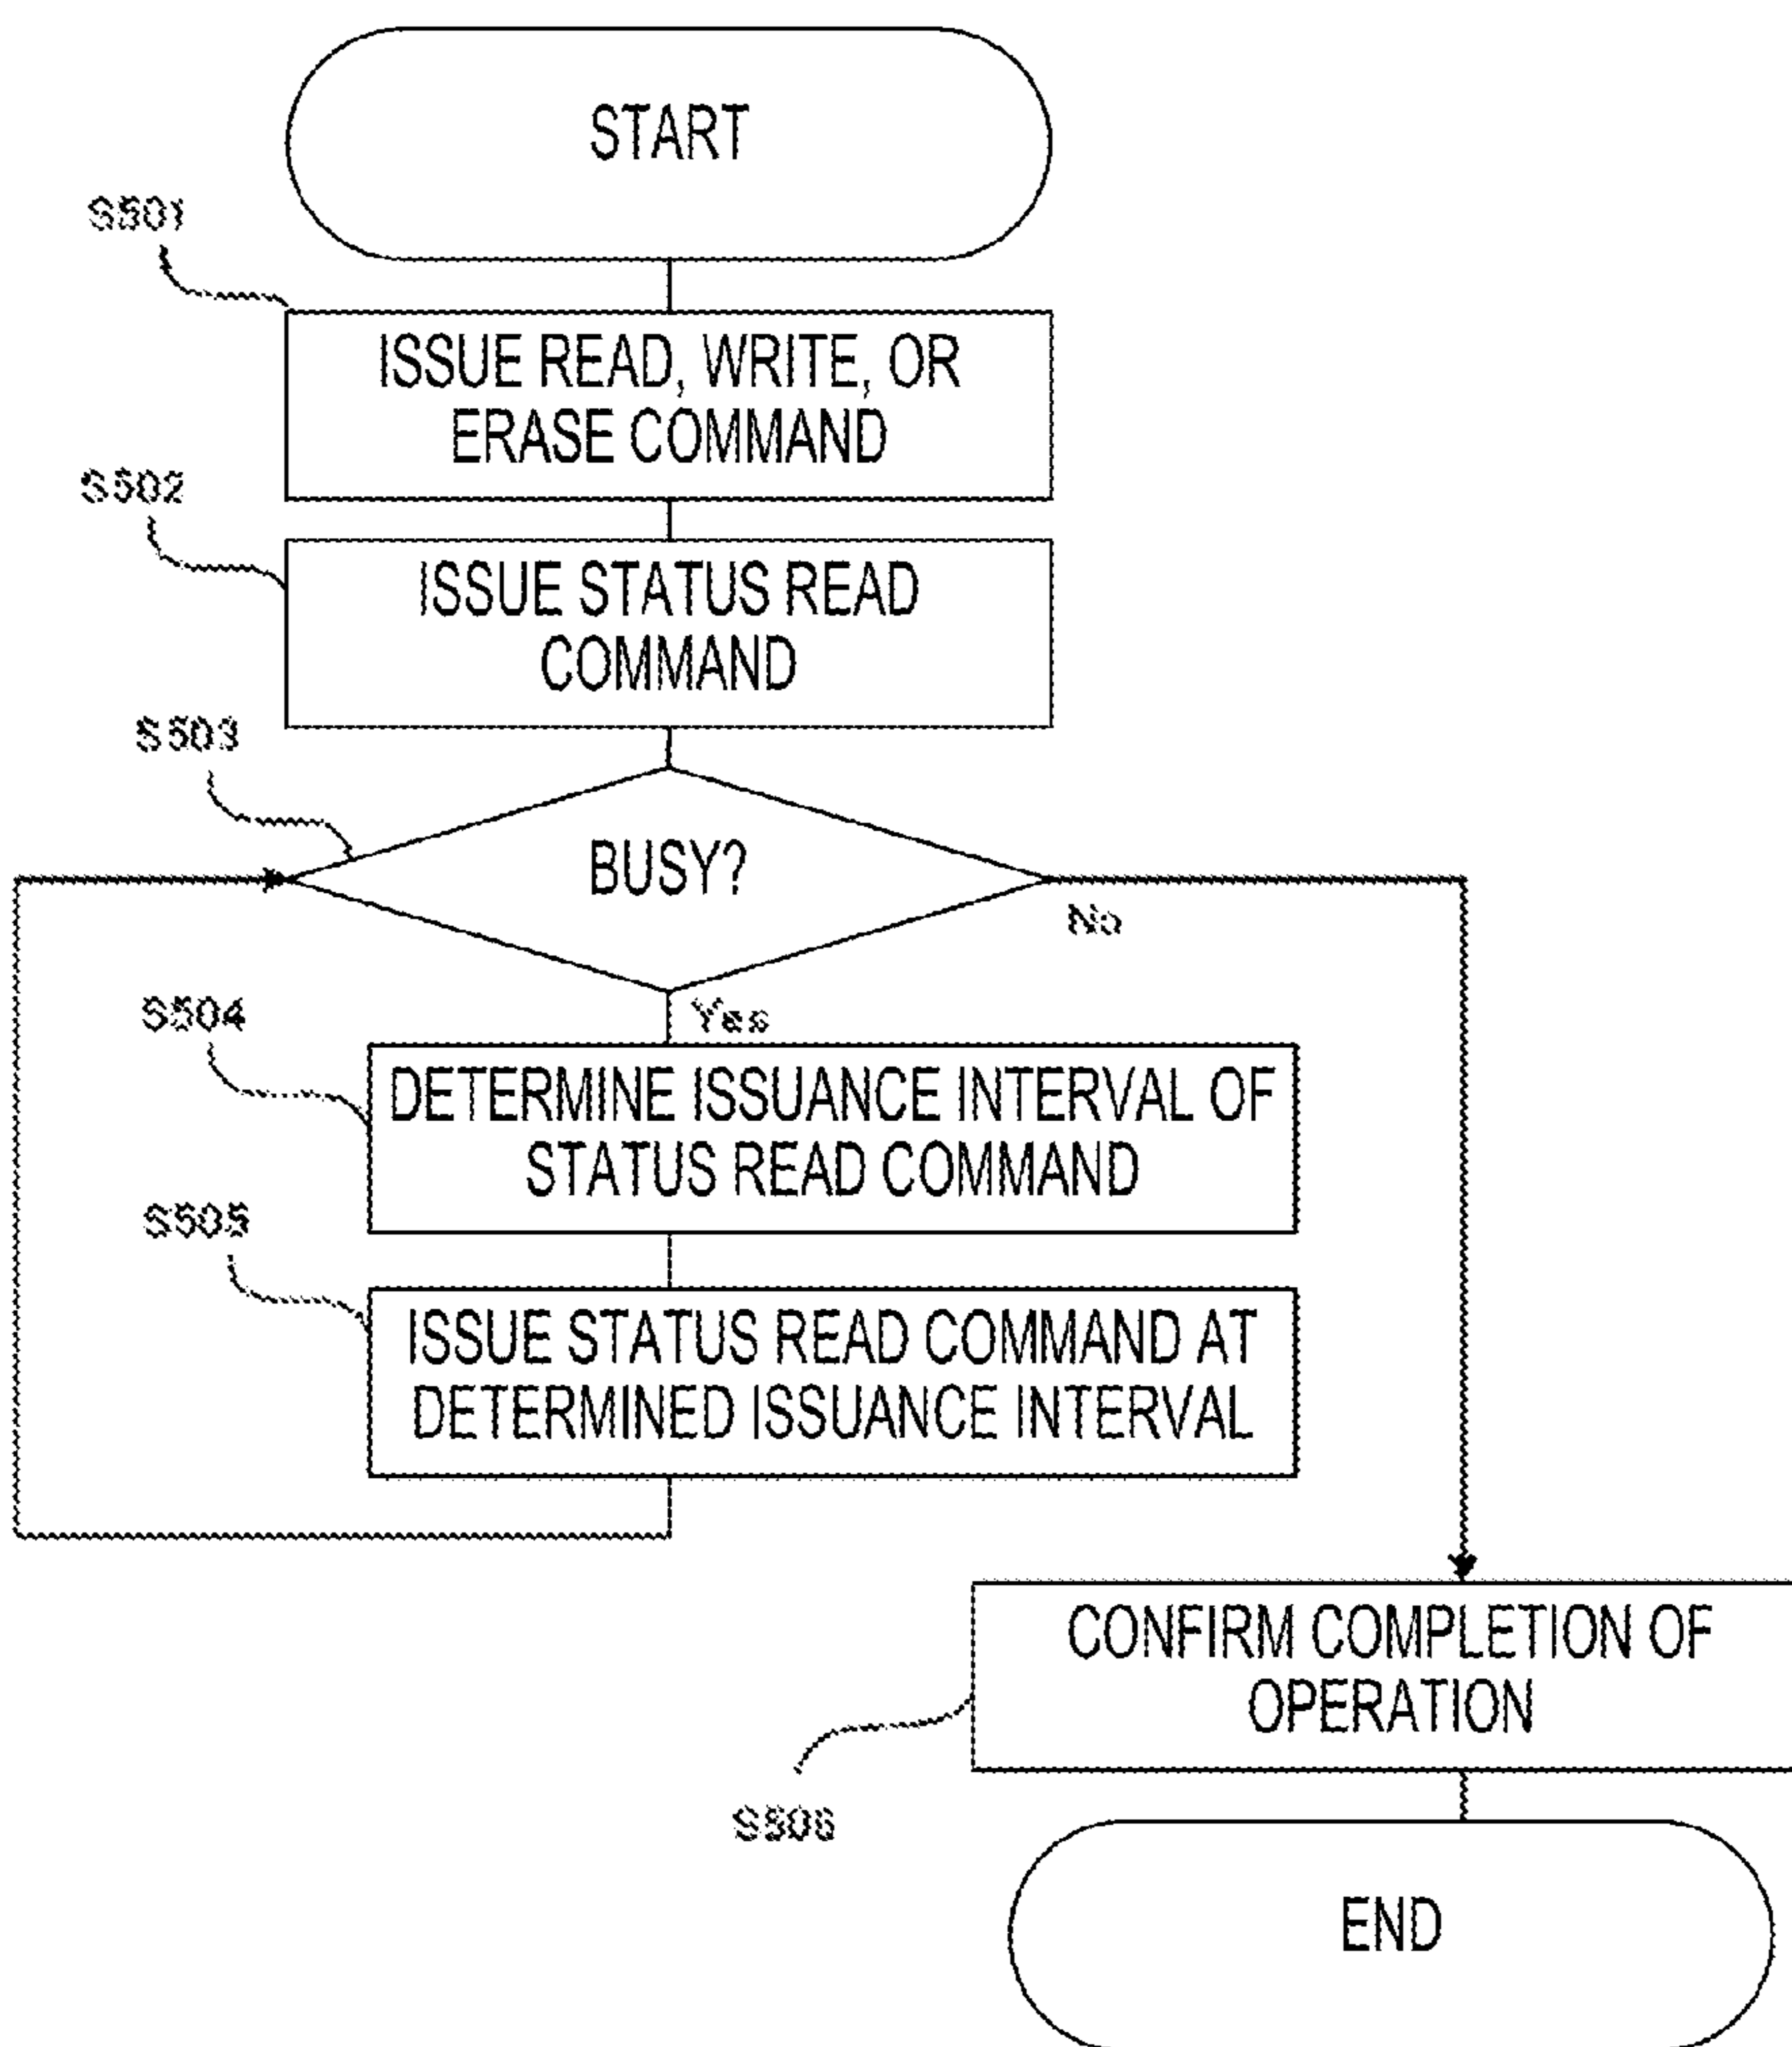 START
S501
ISSUE READ, WRITE, OR
ERASE COMMAND
S502
ISSUE STATUS READ
COMMAND
S503
BUSY?
No
Yes
S504
DETERMINE ISSUANCE INTERVAL OF
STATUS READ COMMAND
S505
ISSUE STATUS READ COMMAND AT
DETERMINED ISSUANCE INTERVAL
CONFIRM COMPLETION OF
OPERATION
S506
END